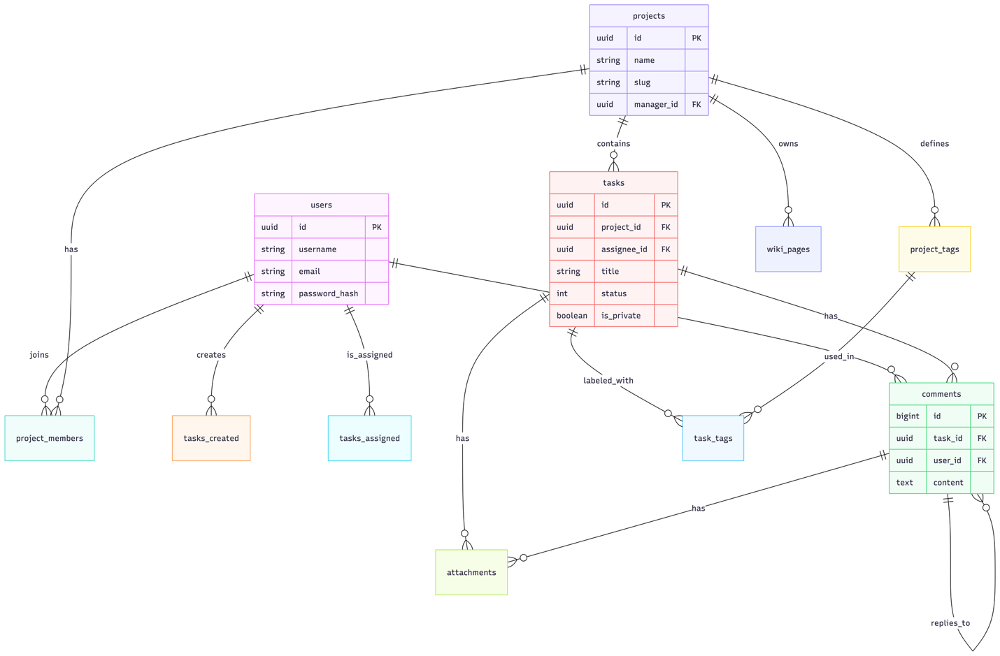 projects
uuid id PK
string name
string slug
uuid manager_id FK
contains
owns
defines
tasks
uuid id PK
uuid project_id FK
uuid assignee_id FK
string title
int status
boolean is_private
users
uuid id PK
string username
string email
string password_hash
wiki_pages
project_tags
has
has
joins
creates
is_assigned
used_in
labeled_with
comments
bigint id PK
uuid task_id FK
uuid user_id FK
text content
project_members
tasks_created
tasks_assigned
has
task_tags
has
attachments
replies_to